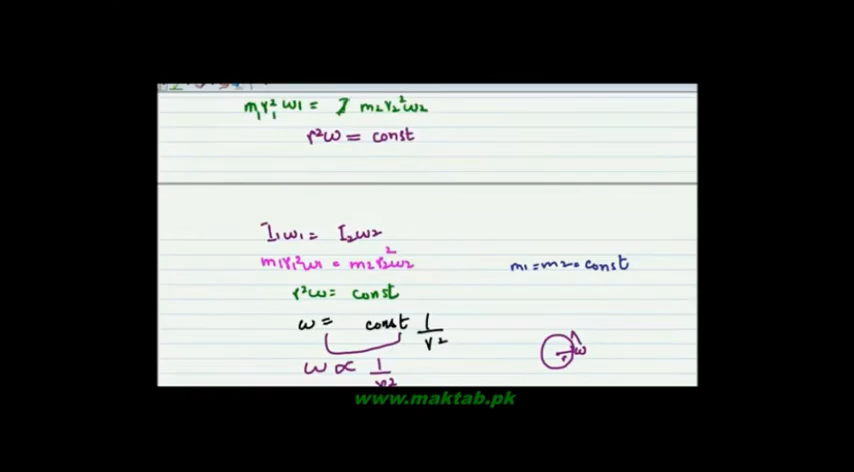 m₁r₁²ω₁ = I m₂r₂²ω₂
r²ω = const
I₁ω₁ = I₂ω₂
m₁r₁²ω₁ = m₂r₂²ω₂
m₁ = m₂ = const
r²ω = const
ω = const 1/r²
ω ∝ 1/r²
r ω
www.maktab.pk